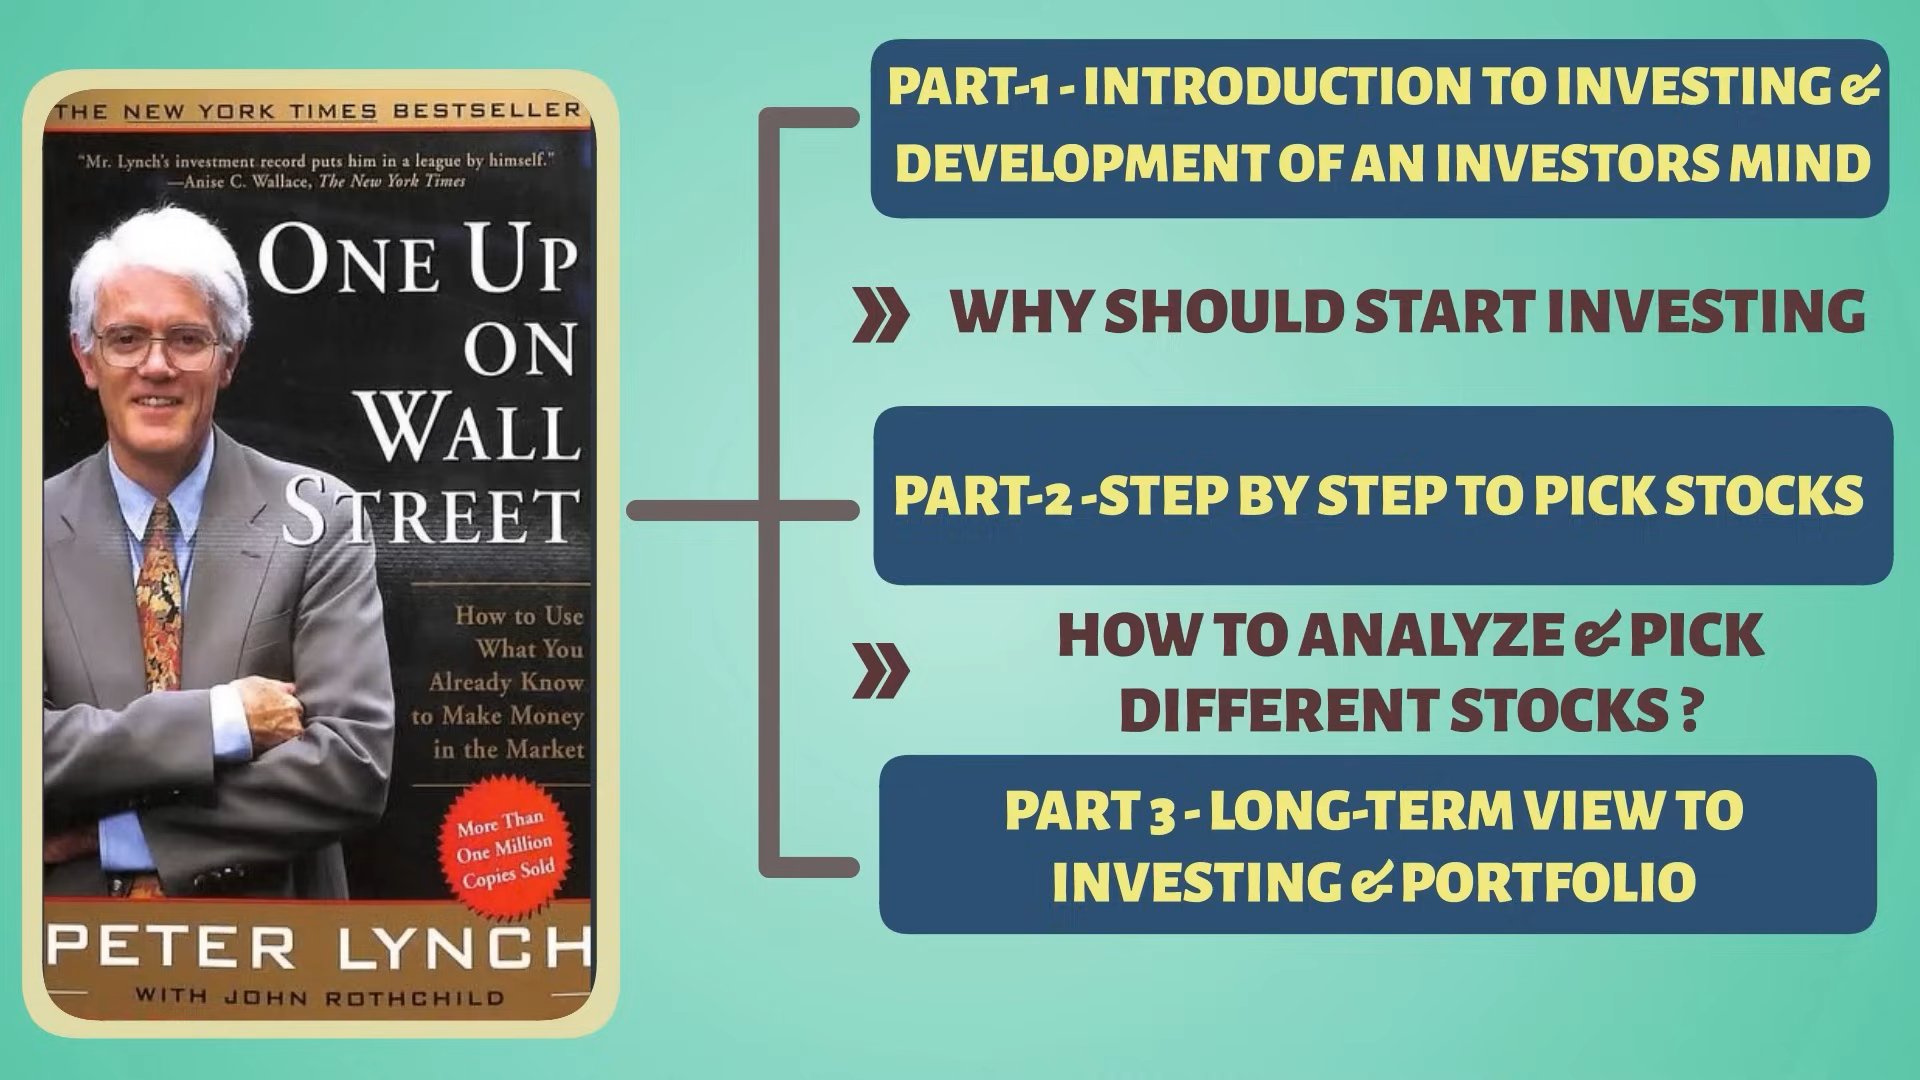 THE NEW YORK TIMES BESTSELLER
“Mr. Lynch's investment record puts him in a league by himself.”
—Anise C. Wallace, The New York Times
ONE UP
ON
WALL
STREET
How to Use
What You
Already Know
to Make Money
in the Market
More Than
One Million
Copies Sold
PETER LYNCH
WITH JOHN ROTHCHILD
PART-1 - INTRODUCTION TO INVESTING &
DEVELOPMENT OF AN INVESTORS MIND
» WHY SHOULD START INVESTING
PART-2 -STEP BY STEP TO PICK STOCKS
» HOW TO ANALYZE & PICK
DIFFERENT STOCKS ?
PART 3 - LONG-TERM VIEW TO
INVESTING & PORTFOLIO